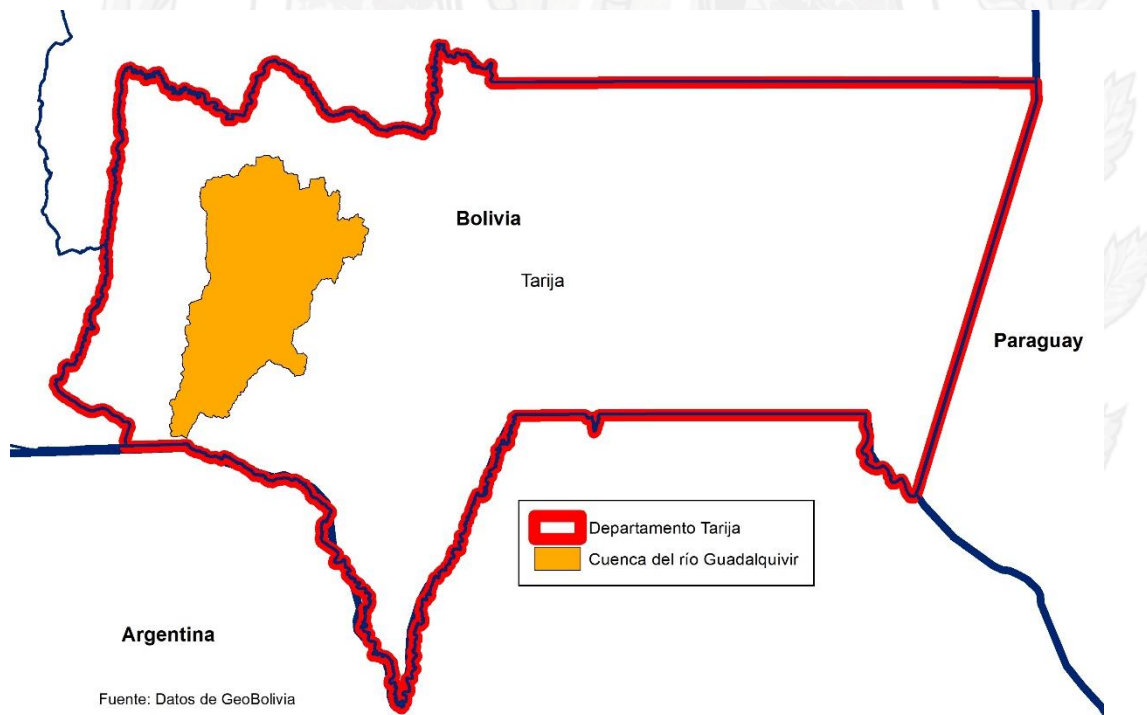 Bolivia
Tarija
Paraguay
Departamento Tarija
Cuenca del río Guadalquivir
Argentina
Fuente: Datos de GeoBolivia